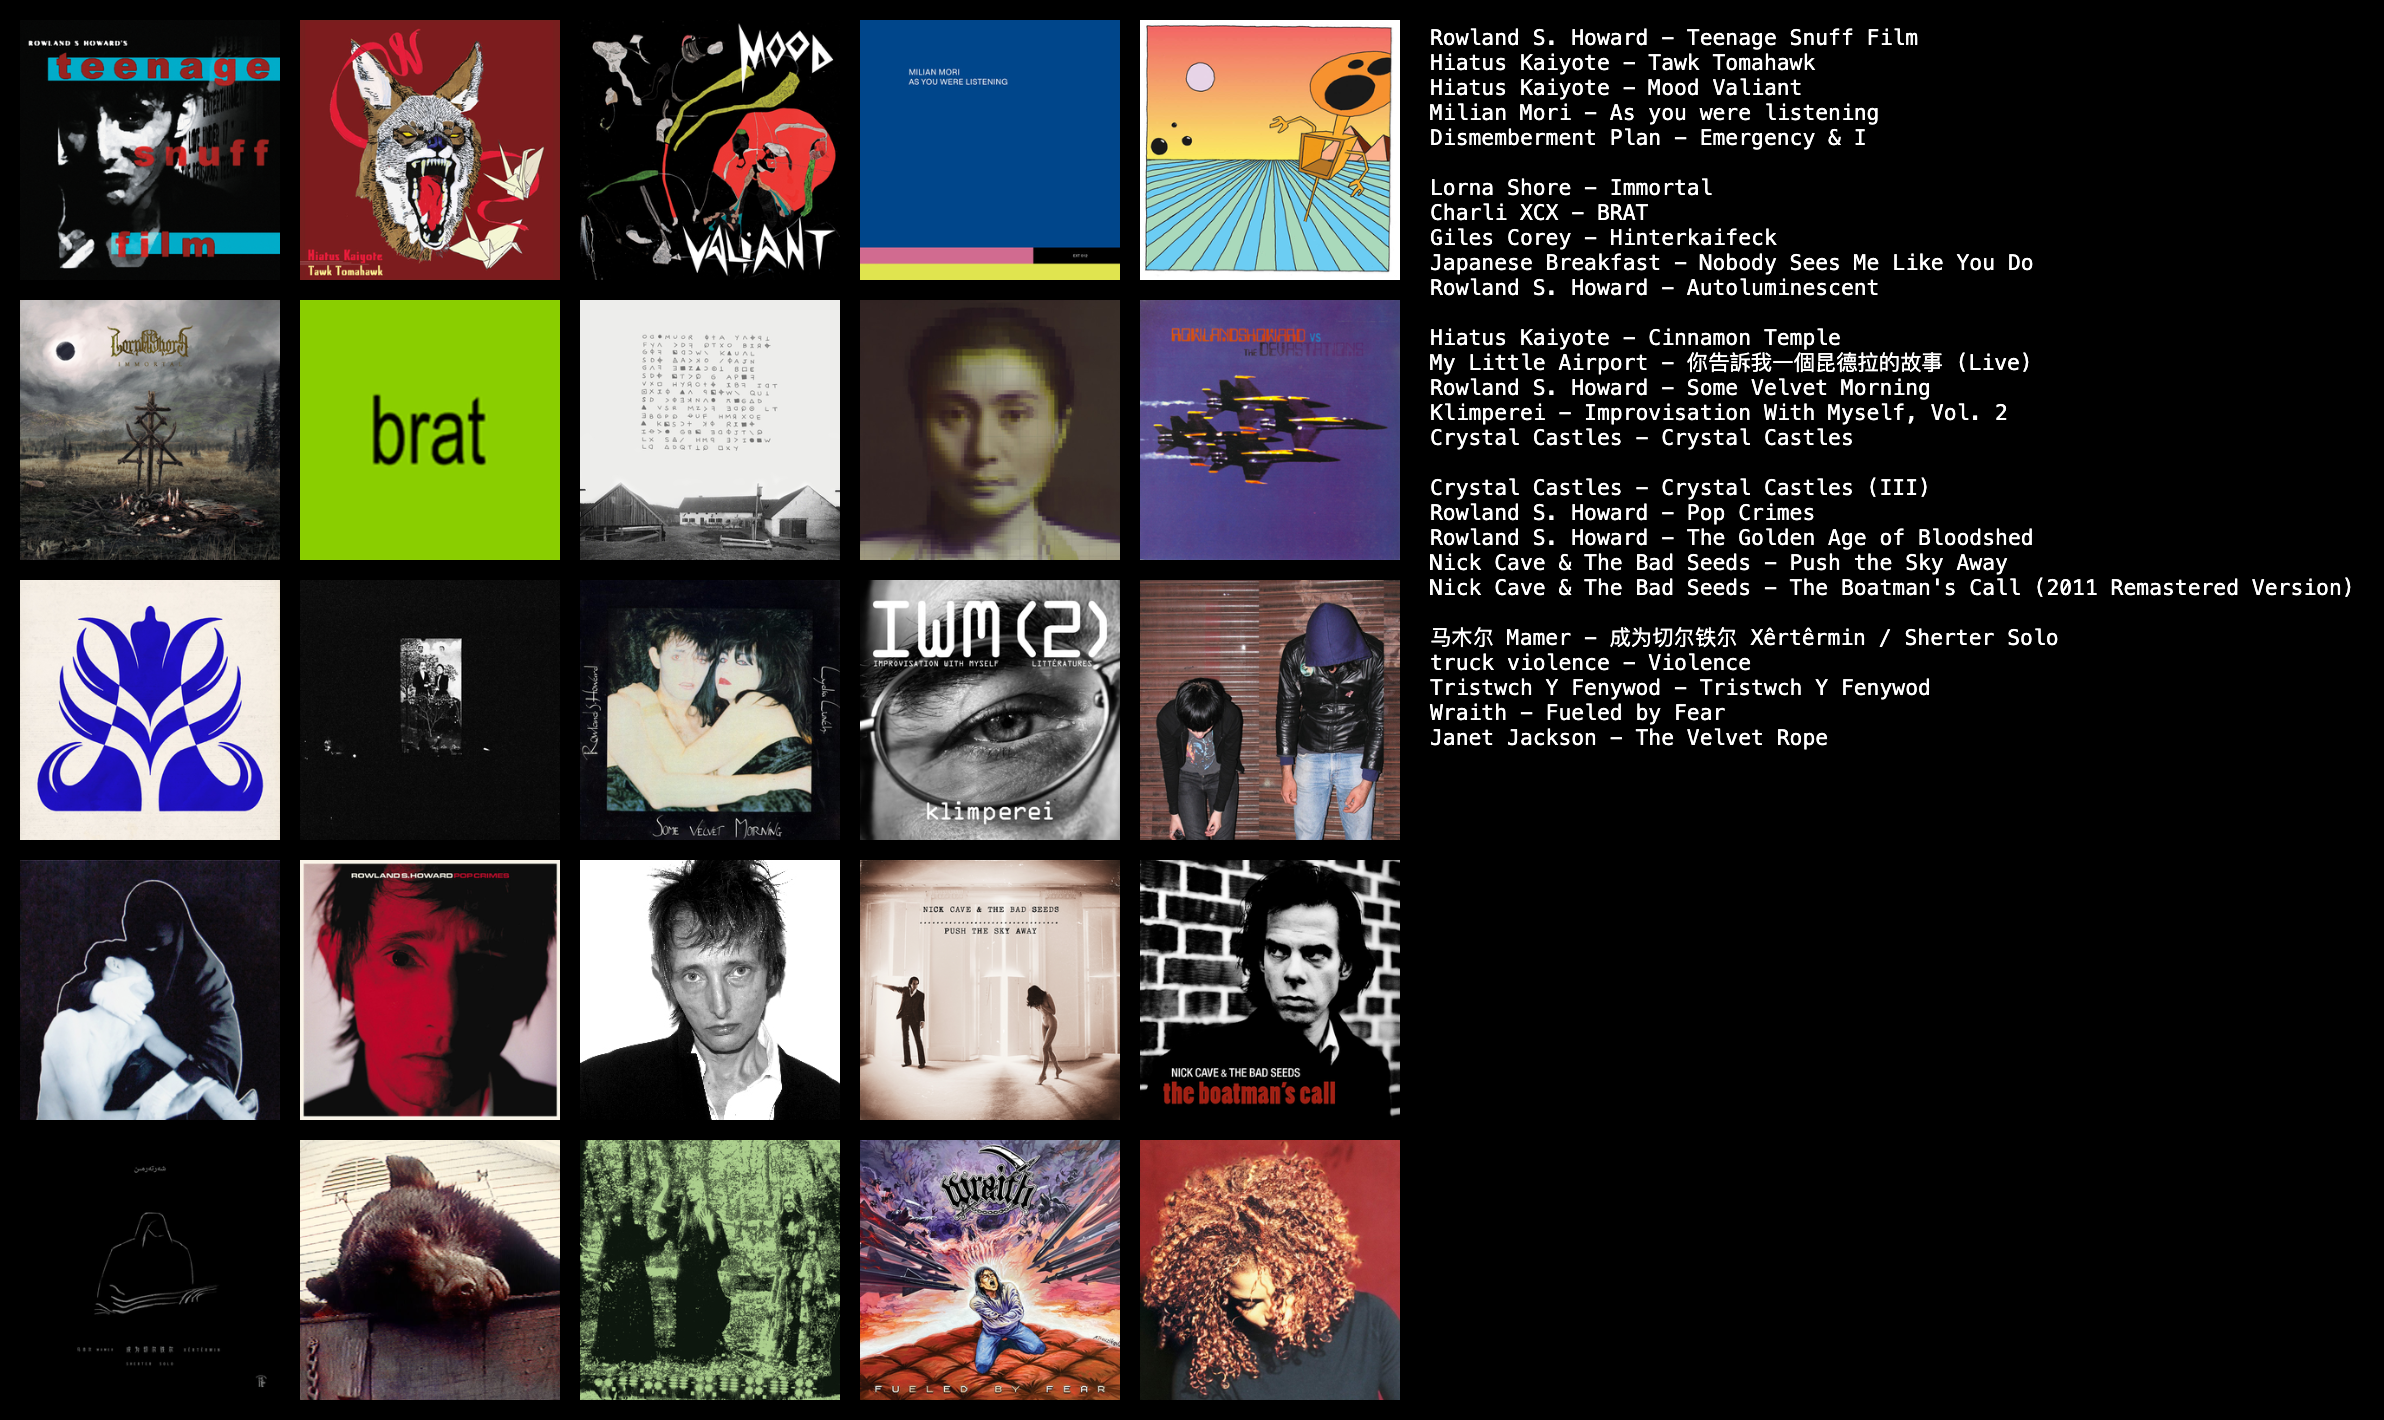 ROWLAND S HOWARD'S
teenage
snuff
film
Hiatus Kaiyote
Tawk Tomahawk
MOOD
VALiANT
MILIAN MORI
AS YOU WERE LISTENING
Rowland S. Howard – Teenage Snuff Film
Hiatus Kaiyote – Tawk Tomahawk
Hiatus Kaiyote – Mood Valiant
Milian Mori – As you were listening
Dismemberment Plan – Emergency & I
Lorna Shore
IMMORTAL
brat
ROWLANDSHOWARD VS
THE DEVASTATIONS
Lorna Shore – Immortal
Charli XCX – BRAT
Giles Corey – Hinterkaifeck
Japanese Breakfast – Nobody Sees Me Like You Do
Rowland S. Howard – Autoluminescent
Rowland S Howard
Lydia Lunch
SOME VELVET MORNING
IWM(2)
IMPROVISATION WITH MYSELF LITTÉRATURES
klimperei
Hiatus Kaiyote – Cinnamon Temple
My Little Airport – 你告訴我一個昆德拉的故事 (Live)
Rowland S. Howard – Some Velvet Morning
Klimperei – Improvisation With Myself, Vol. 2
Crystal Castles – Crystal Castles
ROWLAND S. HOWARD POP CRIMES
NICK CAVE & THE BAD SEEDS
PUSH THE SKY AWAY
NICK CAVE & THE BAD SEEDS
the boatman's call
Crystal Castles – Crystal Castles (III)
Rowland S. Howard – Pop Crimes
Rowland S. Howard – The Golden Age of Bloodshed
Nick Cave & The Bad Seeds – Push the Sky Away
Nick Cave & The Bad Seeds – The Boatman's Call (2011 Remastered Version)
wraith
FUELED BY FEAR
马木尔 Mamer – 成为切尔铁尔 Xêrtêrmin / Sherter Solo
truck violence – Violence
Tristwch Y Fenywod – Tristwch Y Fenywod
Wraith – Fueled by Fear
Janet Jackson – The Velvet Rope